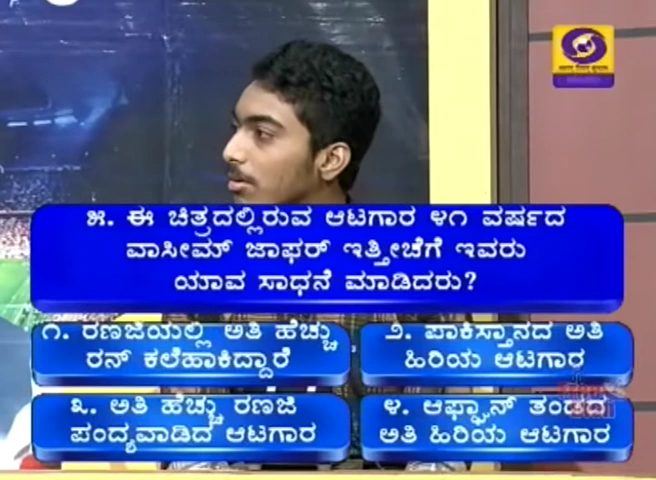 ೫. ಈ ಚಿತ್ರದಲ್ಲಿರುವ ಆಟಗಾರ ೪೧ ವರ್ಷದ
ವಾಸೀಮ್ ಜಾಫರ್ ಇತ್ತೀಚೆಗೆ ಇವರು
ಯಾವ ಸಾಧನೆ ಮಾಡಿದರು?
೧. ರಣಜಿಯಲ್ಲಿ ಅತಿ ಹೆಚ್ಚು
ರನ್ ಕಲೆಹಾಕಿದ್ದಾರೆ
೨. ಪಾಕಿಸ್ತಾನದ ಅತಿ
ಹಿರಿಯ ಆಟಗಾರ
೩. ಅತಿ ಹೆಚ್ಚು ರಣಜಿ
ಪಂದ್ಯವಾಡಿದ ಆಟಗಾರ
೪. ಆಫ್ಘಾನ್ ತಂಡದ
ಅತಿ ಹಿರಿಯ ಆಟಗಾರ